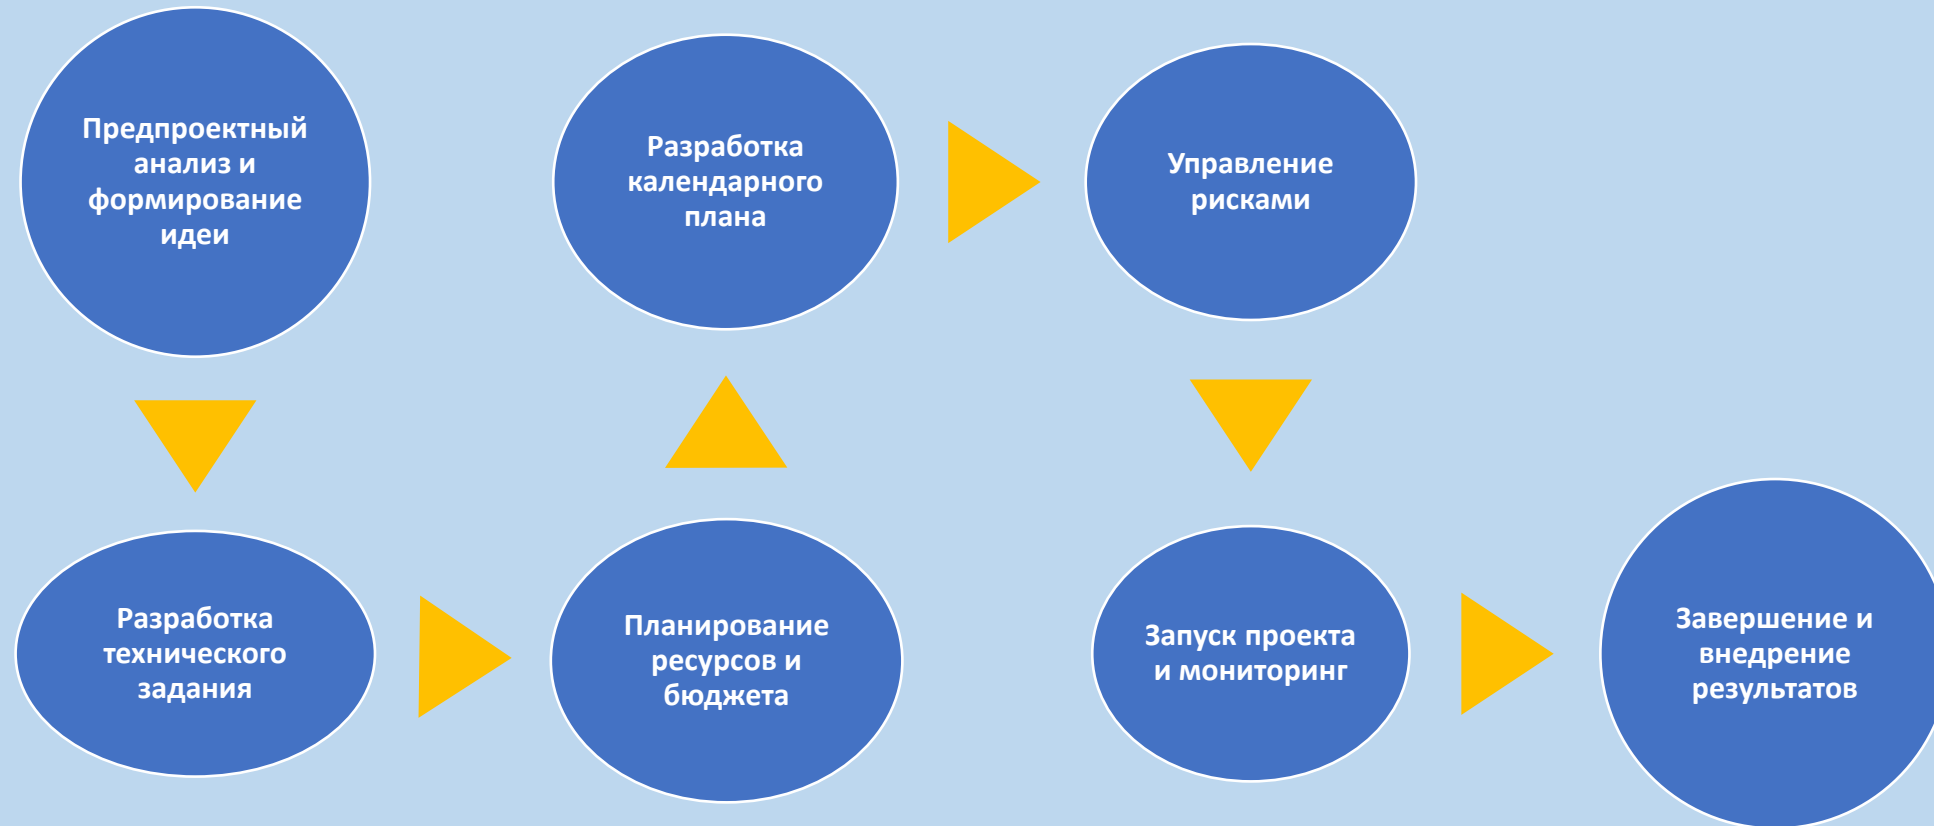 Предпроектный
анализ и
формирование
идеи
Разработка
технического
задания
Планирование
ресурсов и
бюджета
Разработка
календарного
плана
Управление
рисками
Запуск проекта
и мониторинг
Завершение и
внедрение
результатов